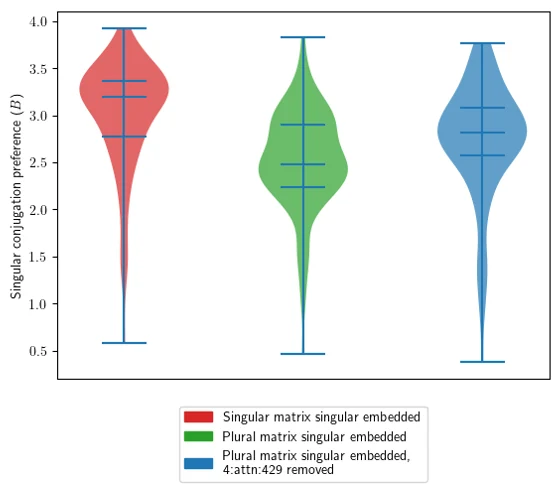 4.0
3.5
3.0
2.5
2.0
1.5
1.0
0.5
Singular conjugation preference (B)
Singular matrix singular embedded
Plural matrix singular embedded
Plural matrix singular embedded,
4:attn:429 removed